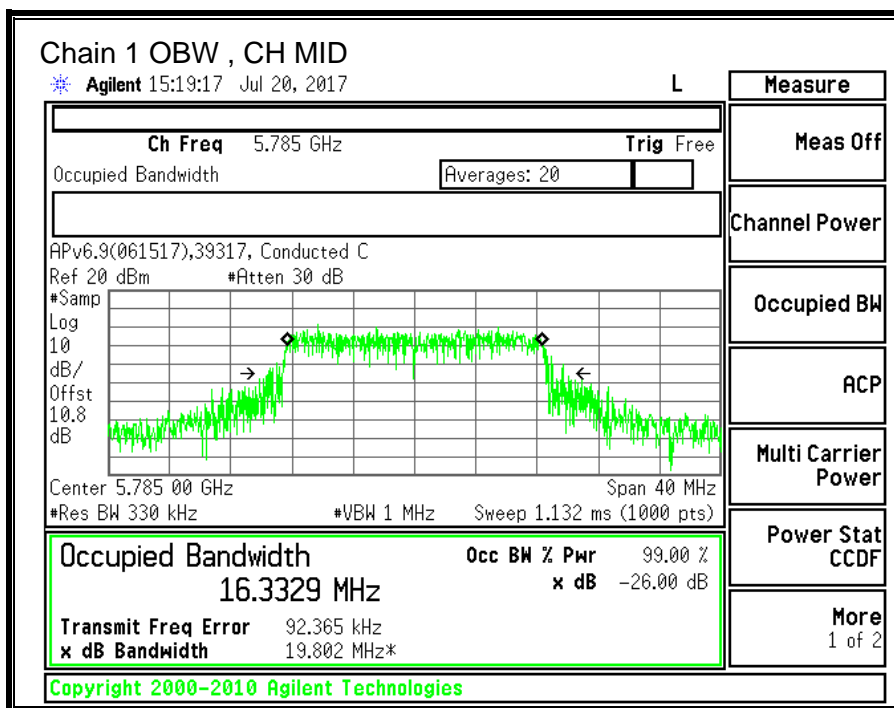 Chain 1 OBW , CH MID
Agilent 15:19:17 Jul 20, 2017 L
Measure
Ch Freq 5.785 GHz Trig Free
Occupied Bandwidth Averages: 20
APv6.9(061517),39317, Conducted C
Ref 20 dBm #Atten 30 dB
#Samp
Log
10
dB/
Offst
10.8
dB
Center 5.785 00 GHz Span 40 MHz
#Res BW 330 kHz #VBW 1 MHz Sweep 1.132 ms (1000 pts)
Occupied Bandwidth Occ BW % Pwr 99.00 %
16.3329 MHz x dB -26.00 dB
Transmit Freq Error 92.365 kHz
x dB Bandwidth 19.802 MHz*
Meas Off
Channel Power
Occupied BW
ACP
Multi Carrier
Power
Power Stat
CCDF
More
1 of 2
Copyright 2000-2010 Agilent Technologies